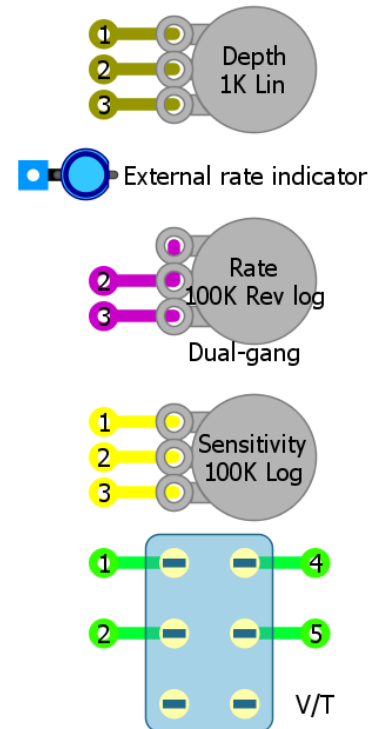 1
2
3
Depth
1K Lin
External rate indicator
2
3
Rate
100K Rev log
Dual-gang
1
2
3
Sensitivity
100K Log
1
4
2
5
V/T